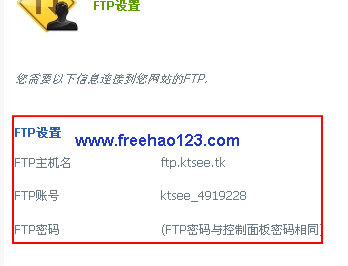 FTP设置
您需要以下信息连接到您网站的FTP.
FTP设置
www.freehao123.com
FTP主机名 ftp.ktsee.tk
FTP账号 ktsee_4919228
FTP密码 (FTP密码与控制面板密码相同)